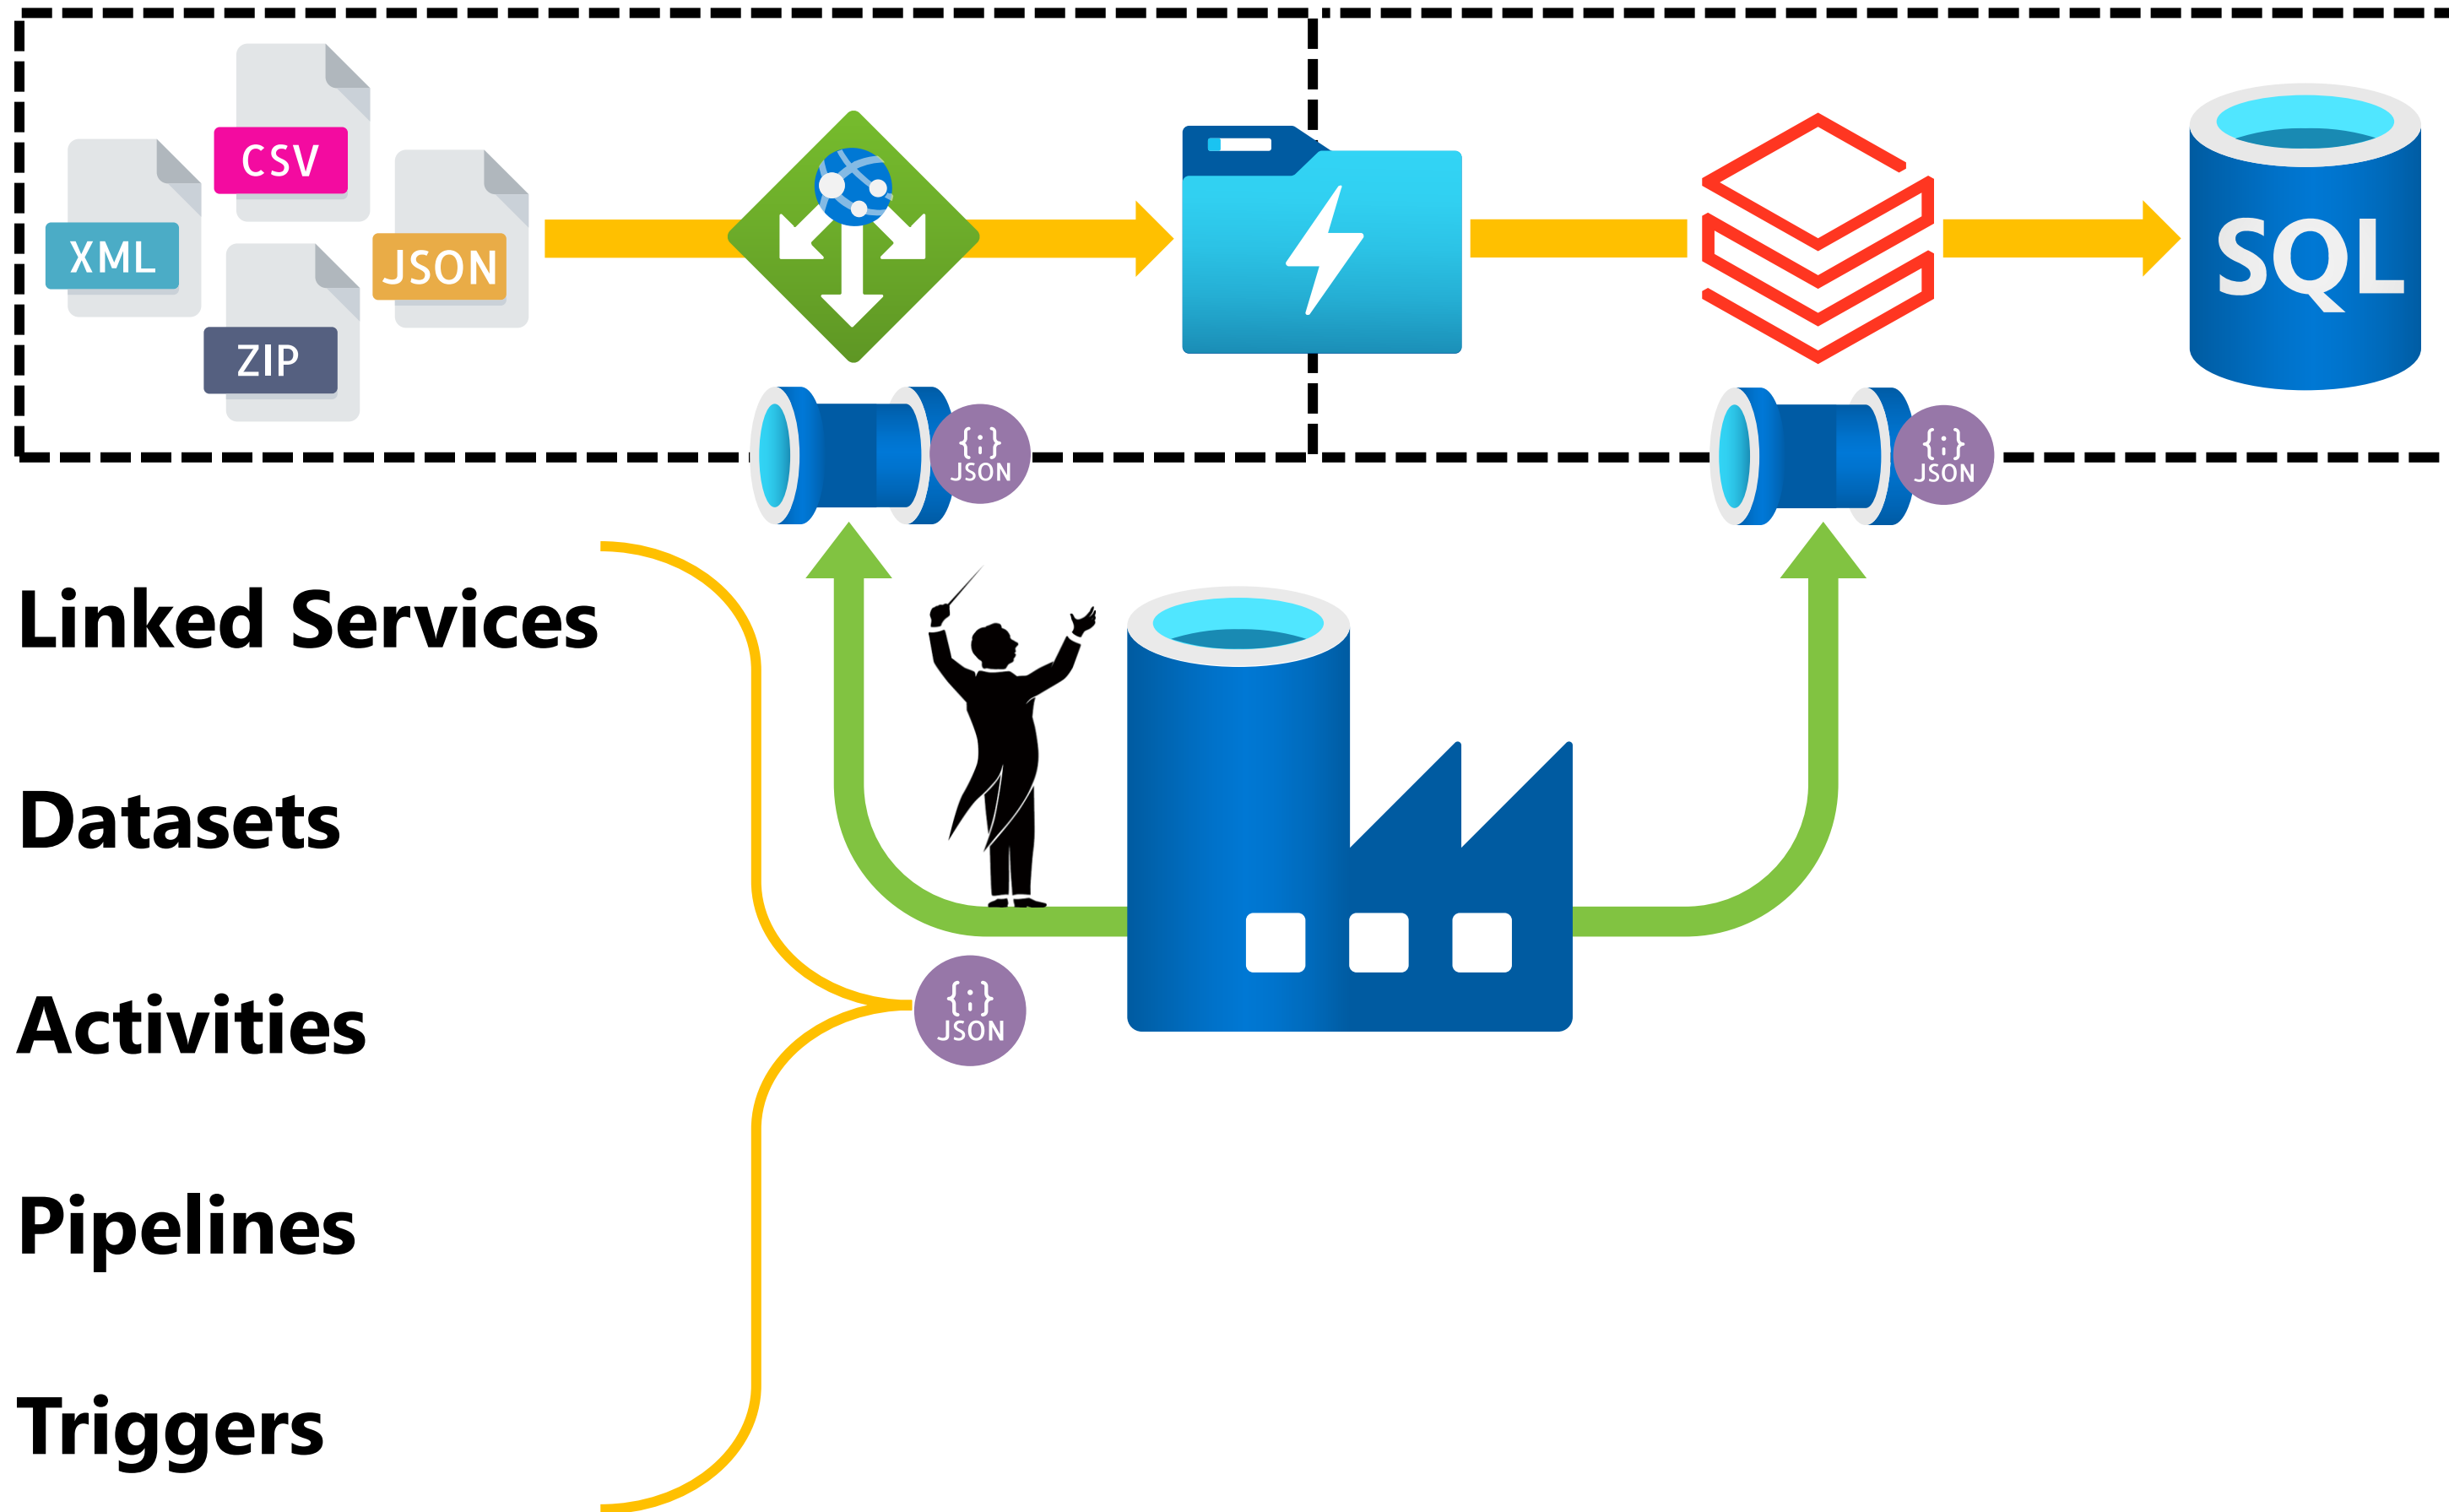 CSV
XML
JSON
ZIP
SQL
{:}
JSON
{:}
JSON
Linked Services
Datasets
Activities
{:}
JSON
Pipelines
Triggers